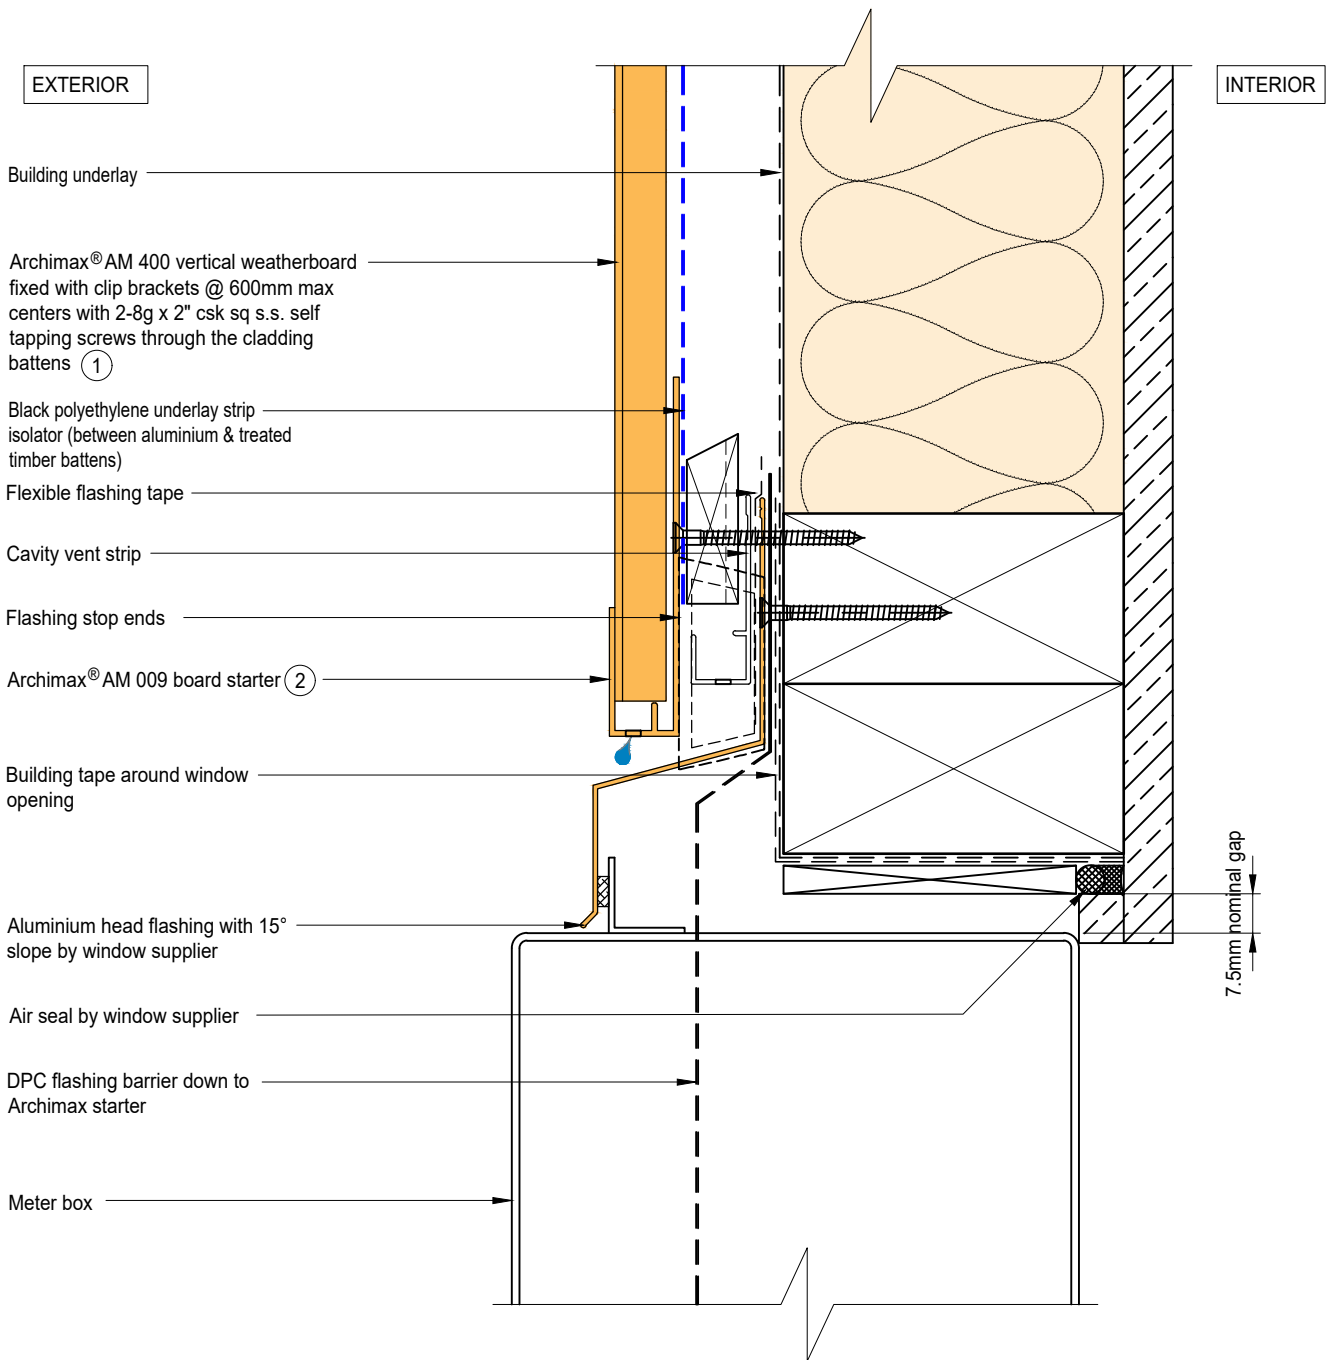 EXTERIOR
INTERIOR
Building underlay
Archimax® AM 400 vertical weatherboard
fixed with clip brackets @ 600mm max
centers with 2-8g x 2" csk sq s.s. self
tapping screws through the cladding
battens 1
Black polyethylene underlay strip
isolator (between aluminium & treated
timber battens)
Flexible flashing tape
Cavity vent strip
Flashing stop ends
Archimax® AM 009 board starter 2
Building tape around window
opening
7.5mm nominal gap
Aluminium head flashing with 15°
slope by window supplier
Air seal by window supplier
DPC flashing barrier down to
Archimax starter
Meter box